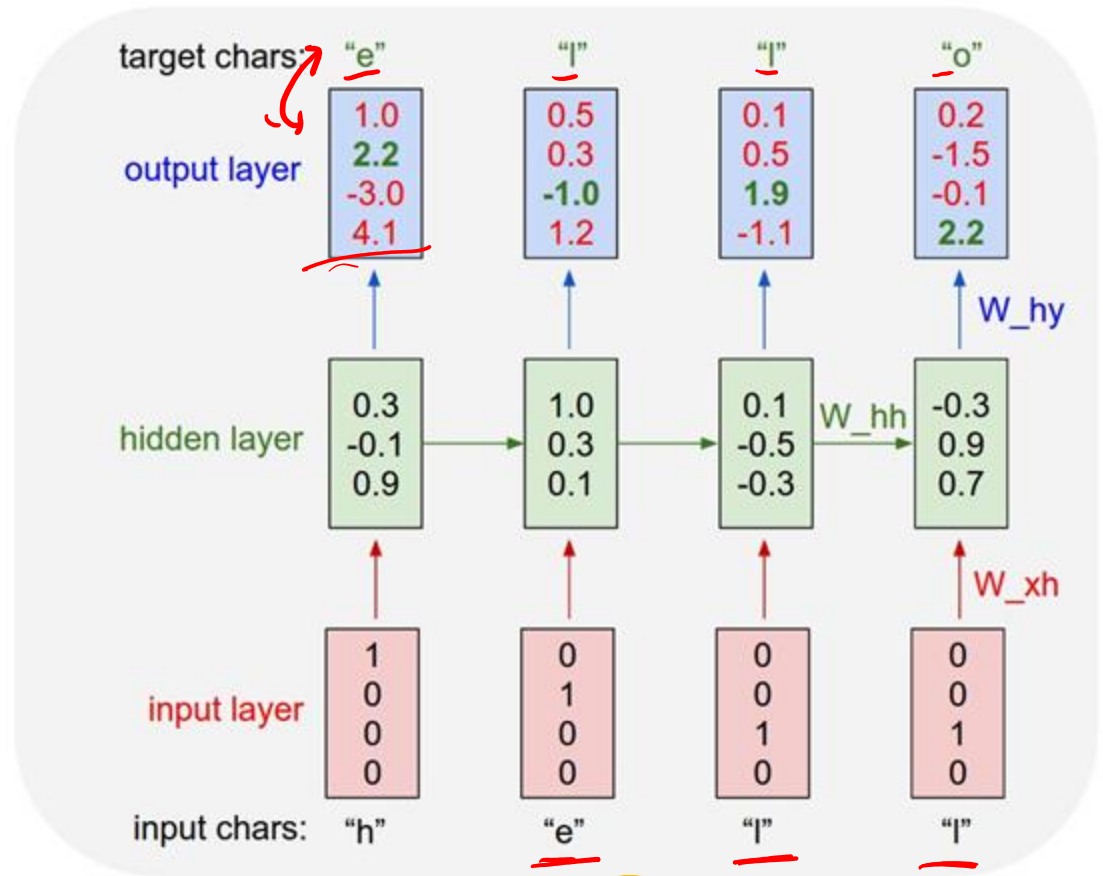 target chars: “e” “l” “l” “o”
1.0 0.5 0.1 0.2
2.2 0.3 0.5 -1.5
output layer
-3.0 -1.0 1.9 -0.1
4.1 1.2 -1.1 2.2
W_hy
0.3 1.0 0.1 -0.3
W_hh
hidden layer -0.1 0.3 -0.5 0.9
0.9 0.1 -0.3 0.7
W_xh
1 0 0 0
0 1 0 0
input layer
0 0 1 1
0 0 0 0
input chars: “h” “e” “l” “l”